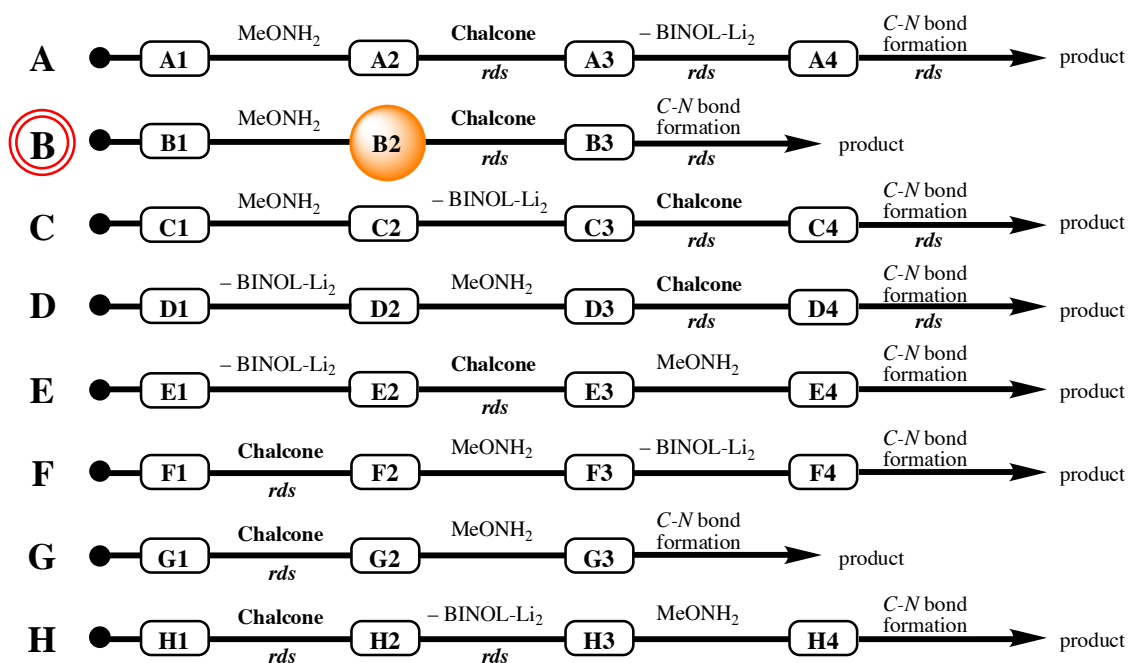 A A1 MeONH2 A2 Chalcone rds A3 – BINOL-Li2 rds A4 C-N bond formation rds product
B B1 MeONH2 B2 Chalcone rds B3 C-N bond formation rds product
C C1 MeONH2 C2 – BINOL-Li2 C3 Chalcone rds C4 C-N bond formation rds product
D D1 – BINOL-Li2 D2 MeONH2 D3 Chalcone rds D4 C-N bond formation rds product
E E1 – BINOL-Li2 E2 Chalcone rds E3 MeONH2 E4 C-N bond formation product
F F1 Chalcone rds F2 MeONH2 F3 – BINOL-Li2 F4 C-N bond formation product
G G1 Chalcone rds G2 MeONH2 G3 C-N bond formation product
H H1 Chalcone rds H2 – BINOL-Li2 rds H3 MeONH2 H4 C-N bond formation product